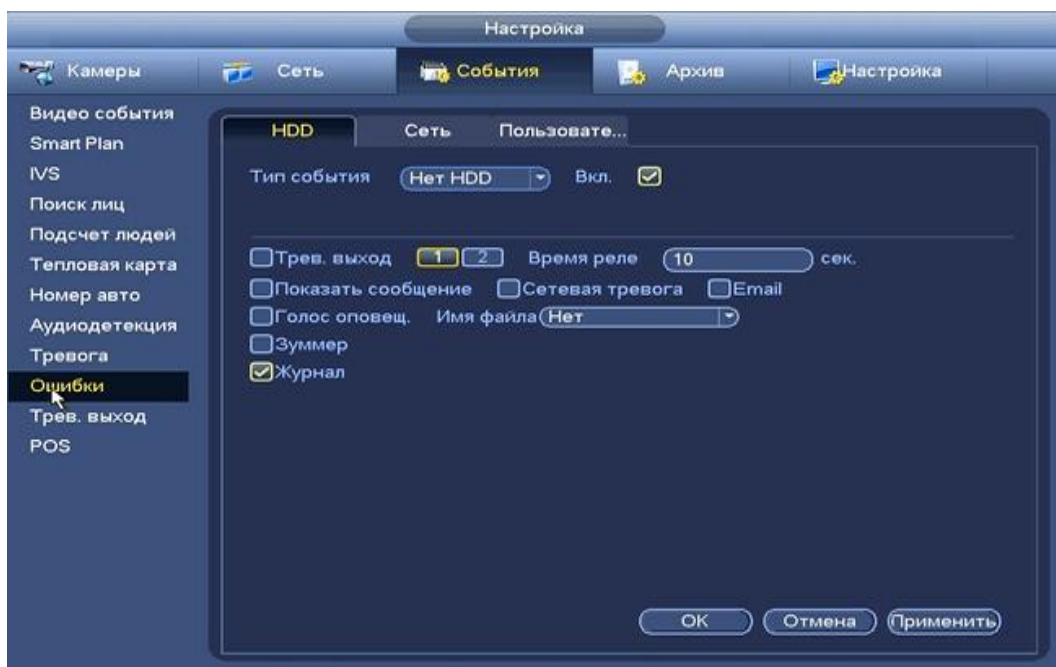 Настройка
Камеры Сеть События Архив Настройка
Видео события
Smart Plan
IVS
Поиск лиц
Подсчет людей
Тепловая карта
Номер авто
Аудиодетекция
Тревога
Ошибки
Трев. выход
POS
HDD Сеть Пользовате...
Тип события Нет HDD Вкл.
Трев. выход 1 2 Время реле 10 сек.
Показать сообщение Сетевая тревога Email
Голос оповещ. Имя файла Нет
Зуммер
Журнал
OK Отмена Применить